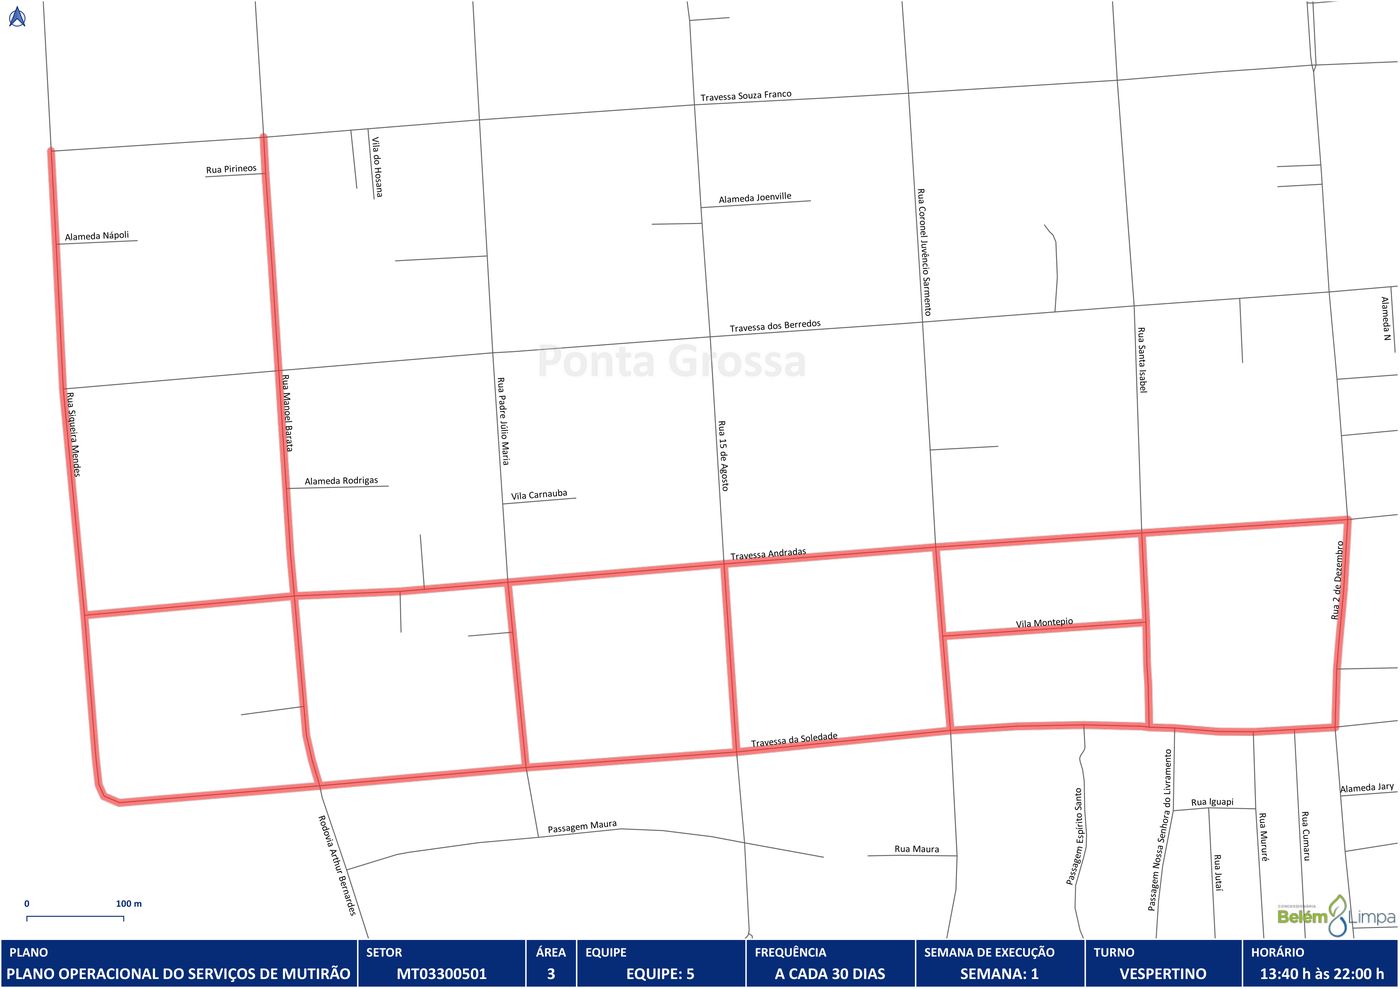 Travessa Souza Franco
Rua Pirineos
Vila do Hosana
Alameda Joenville
Rua Coronel Juvêncio Sarmento
Alameda Nápoli
Alameda N
Travessa dos Berredos
Ponta Grossa
Rua Santa Isabel
Rua Siqueira Mendes
Rua Manoel Barata
Rua Padre Júlio Maria
Rua 15 de Agosto
Alameda Rodrigas
Vila Carnauba
Travessa Andradas
Rua 2 de Dezembro
Vila Montepio
Travessa da Soledade
Passagem Espírito Santo
Passagem Nossa Senhora do Livramento
Alameda Jary
Rua Iguapi
Rua Mururé
Rua Cumaru
Rodovia Arthur Bernardes
Passagem Maura
Rua Maura
Rua Jutaí
0 100 m
CONCESSIONÁRIA
Belém Limpa
PLANO
PLANO OPERACIONAL DO SERVIÇOS DE MUTIRÃO
SETOR
MT03300501
ÁREA
3
EQUIPE
EQUIPE: 5
FREQUÊNCIA
A CADA 30 DIAS
SEMANA DE EXECUÇÃO
SEMANA: 1
TURNO
VESPERTINO
HORÁRIO
13:40 h às 22:00 h